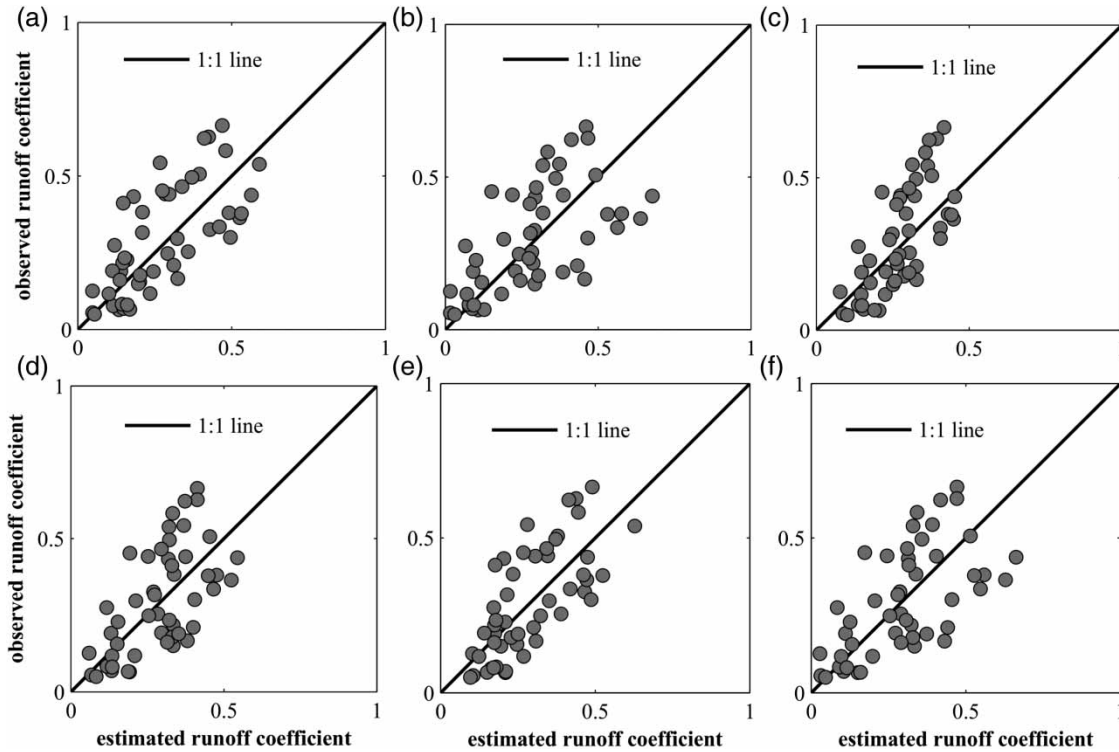 (a) (b) (c)
1 1 1
1:1 line 1:1 line 1:1 line
observed runoff coefficient
0.5 0.5 0.5
0 0 0
0 0.5 1 0 0.5 1 0 0.5 1
(d) (e) (f)
1 1 1
1:1 line 1:1 line 1:1 line
observed runoff coefficient
0.5 0.5 0.5
0 0 0
0 0.5 1 0 0.5 1 0 0.5 1
estimated runoff coefficient estimated runoff coefficient estimated runoff coefficient